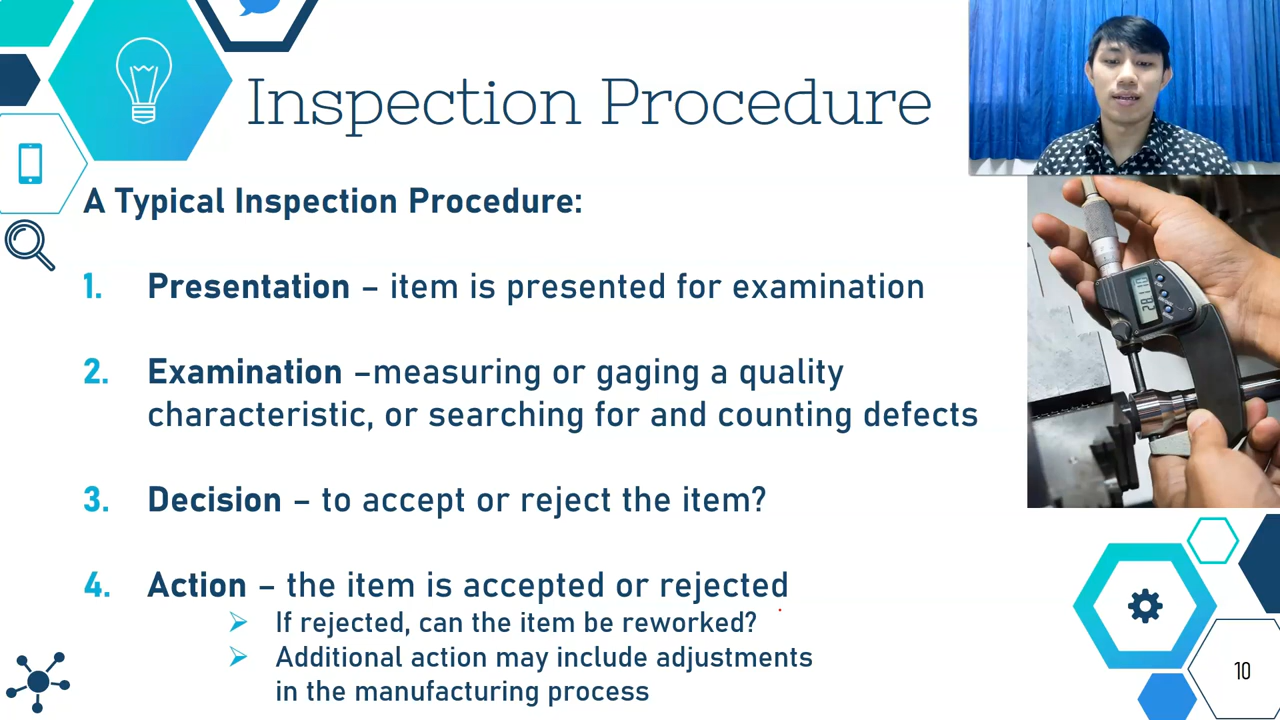 Inspection Procedure
A Typical Inspection Procedure:
1. Presentation – item is presented for examination
2. Examination –measuring or gaging a quality
characteristic, or searching for and counting defects
3. Decision – to accept or reject the item?
4. Action – the item is accepted or rejected
➢ If rejected, can the item be reworked?
➢ Additional action may include adjustments
in the manufacturing process
10